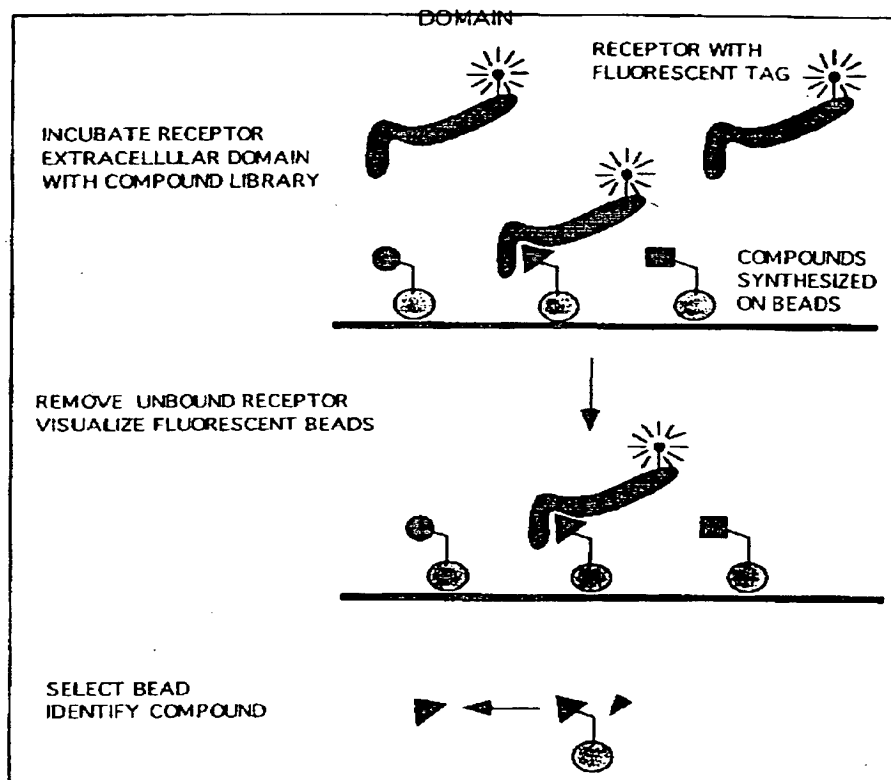 DOMAIN
RECEPTOR WITH
FLUORESCENT TAG
INCUBATE RECEPTOR
EXTRACELLULAR DOMAIN
WITH COMPOUND LIBRARY
COMPOUNDS
SYNTHESIZED
ON BEADS
REMOVE UNBOUND RECEPTOR
VISUALIZE FLUORESCENT BEADS
SELECT BEAD
IDENTIFY COMPOUND